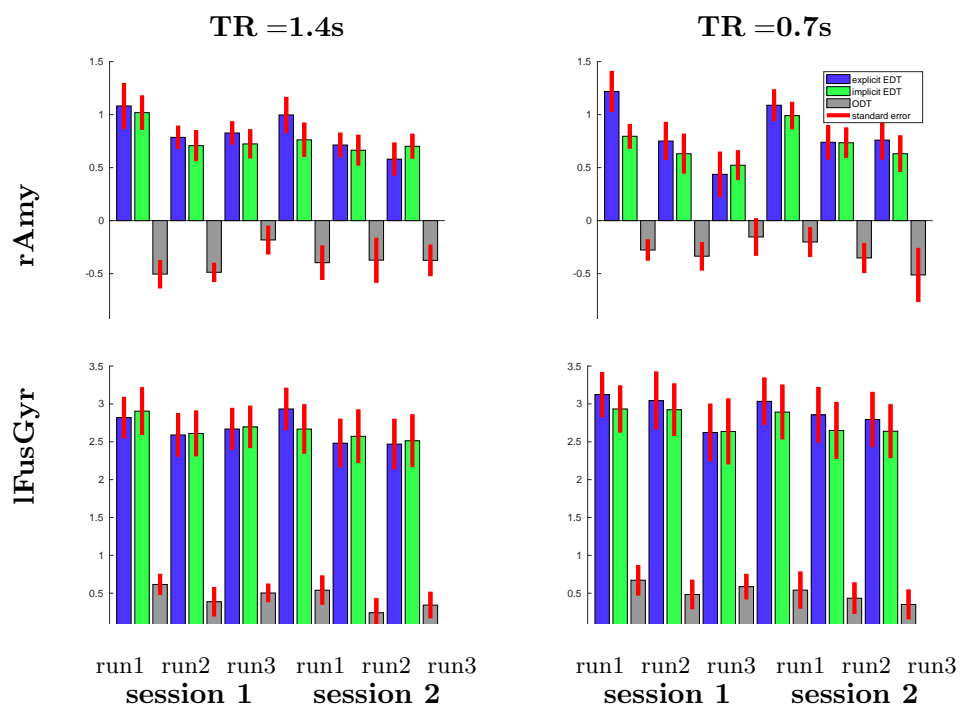 TR =1.4s TR =0.7s
rAmy
1.5
1
0.5
0
-0.5
1.5
1
0.5
0
-0.5
explicit EDT
implicit EDT
ODT
standard error
lFusGyr
3.5
3
2.5
2
1.5
1
0.5
3.5
3
2.5
2
1.5
1
0.5
run1 run2 run3 run1 run2 run3 run1 run2 run3 run1 run2 run3
session 1 session 2 session 1 session 2